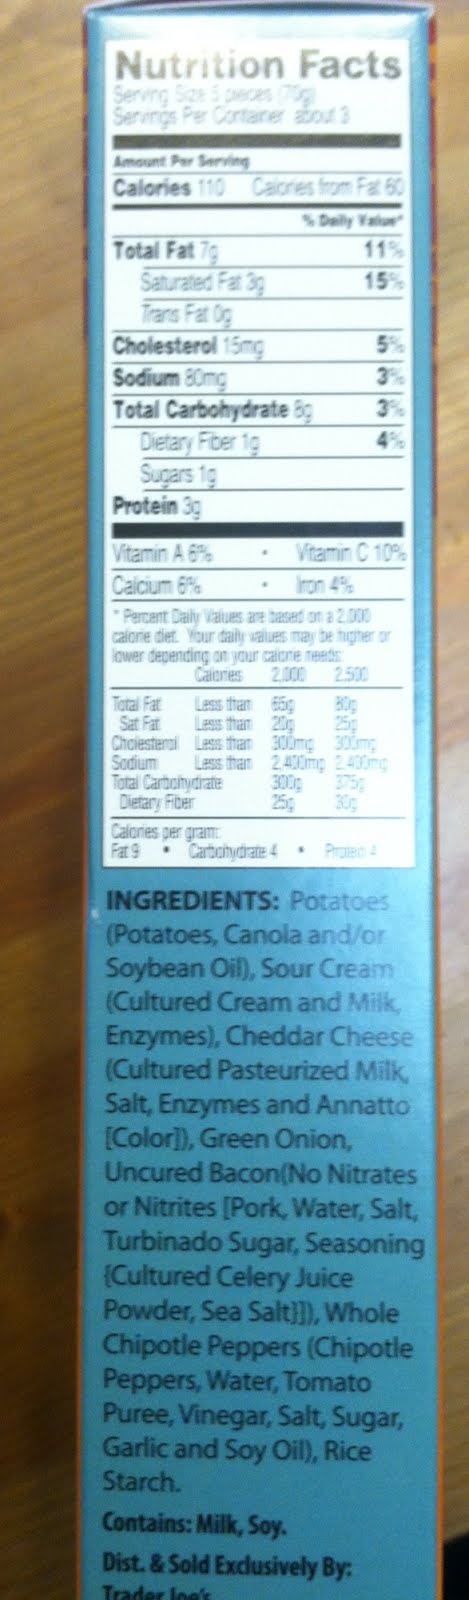 Nutrition Facts
Serving Size 5 pieces (70g)
Servings Per Container about 3
Amount Per Serving
Calories 110 Calories from Fat 60
% Daily Value*
Total Fat 7g 11%
Saturated Fat 3g 15%
Trans Fat 0g
Cholesterol 15mg 5%
Sodium 80mg 3%
Total Carbohydrate 8g 3%
Dietary Fiber 1g 4%
Sugars 1g
Protein 3g
Vitamin A 6% • Vitamin C 10%
Calcium 6% • Iron 4%
* Percent Daily Values are based on a 2,000
calorie diet. Your daily values may be higher or
lower depending on your calorie needs:
Calories 2,000 2,500
Total Fat Less than 65g 80g
Sat Fat Less than 20g 25g
Cholesterol Less than 300mg 300mg
Sodium Less than 2,400mg 2,400mg
Total Carbohydrate 300g 375g
Dietary Fiber 25g 30g
Calories per gram:
Fat 9 • Carbohydrate 4 • Protein 4
INGREDIENTS: Potatoes
(Potatoes, Canola and/or
Soybean Oil), Sour Cream
(Cultured Cream and Milk,
Enzymes), Cheddar Cheese
(Cultured Pasteurized Milk,
Salt, Enzymes and Annatto
[Color]), Green Onion,
Uncured Bacon(No Nitrates
or Nitrites [Pork, Water, Salt,
Turbinado Sugar, Seasoning
{Cultured Celery Juice
Powder, Sea Salt}]), Whole
Chipotle Peppers (Chipotle
Peppers, Water, Tomato
Puree, Vinegar, Salt, Sugar,
Garlic and Soy Oil), Rice
Starch.
Contains: Milk, Soy.
Dist. & Sold Exclusively By:
Trader Joe's